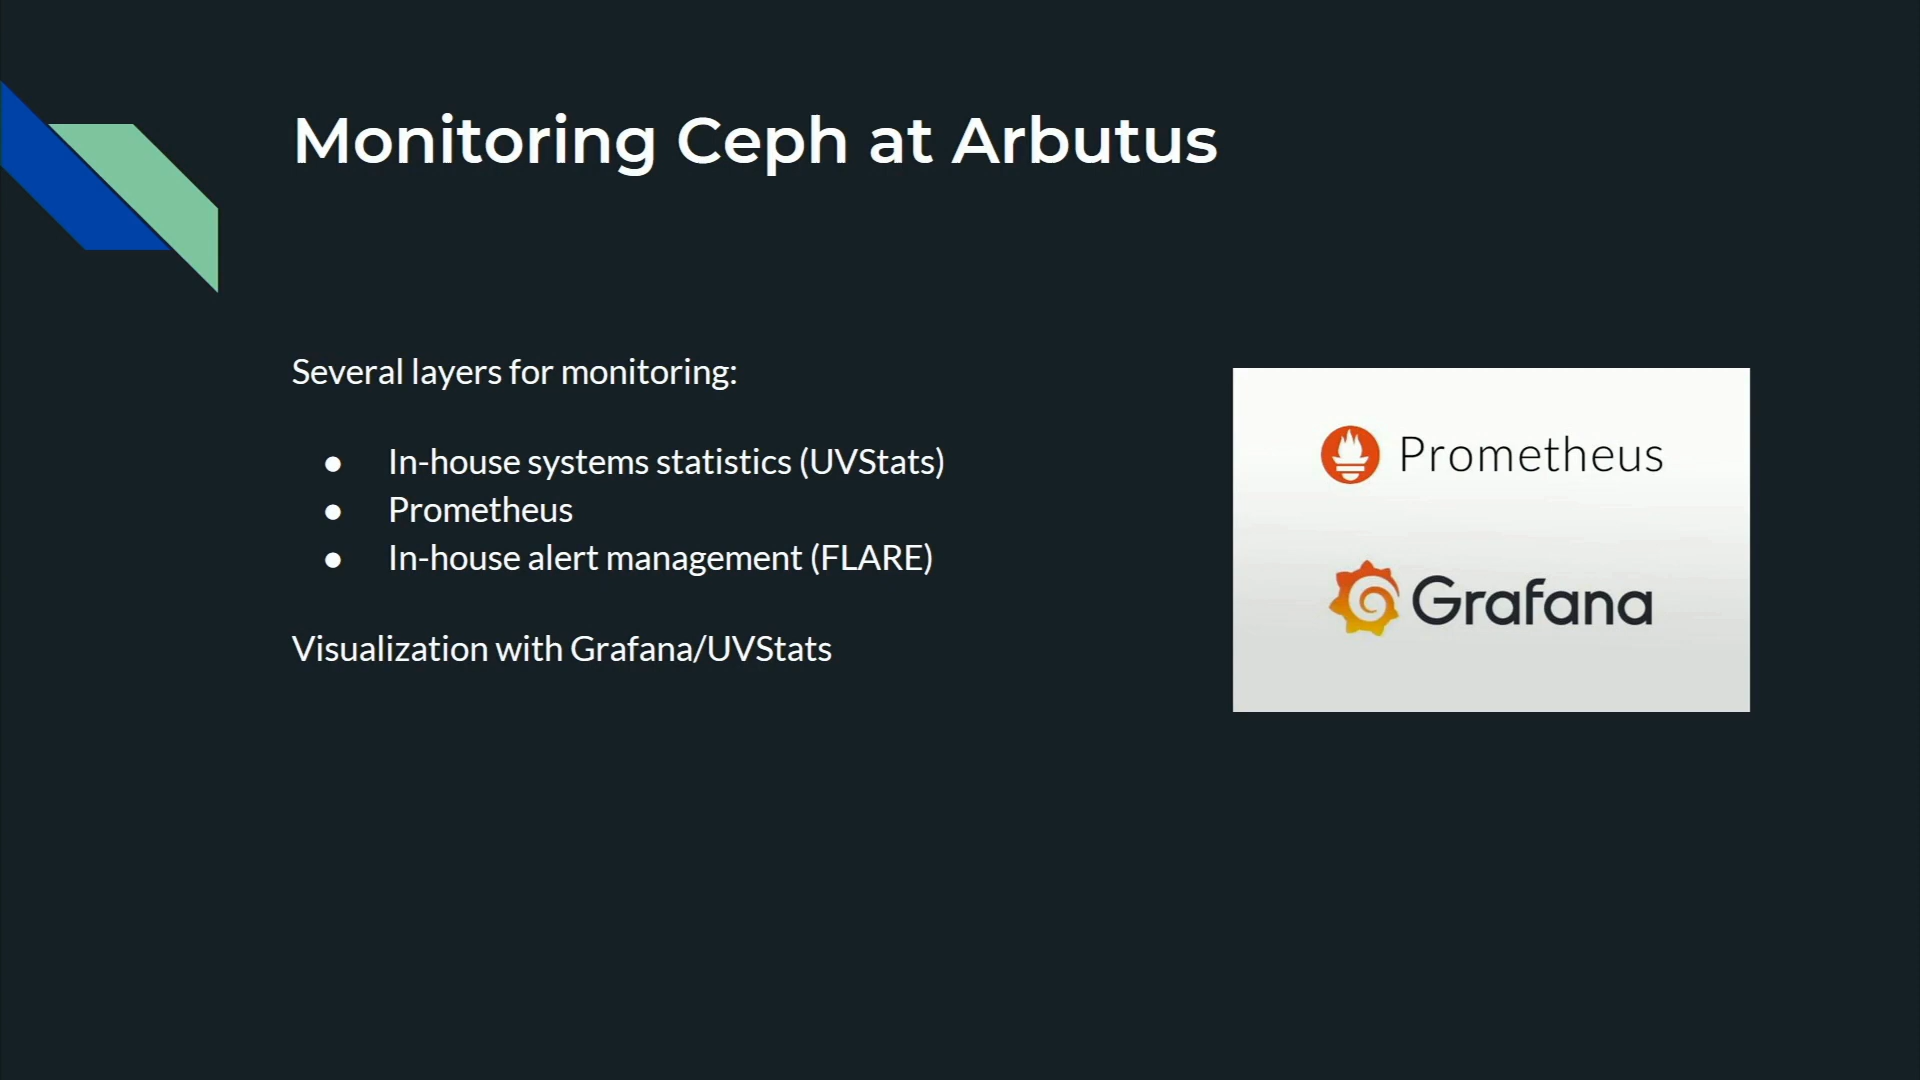 Monitoring Ceph at Arbutus
Several layers for monitoring:
● In-house systems statistics (UVStats)
● Prometheus
● In-house alert management (FLARE)
Visualization with Grafana/UVStats
Prometheus
Grafana